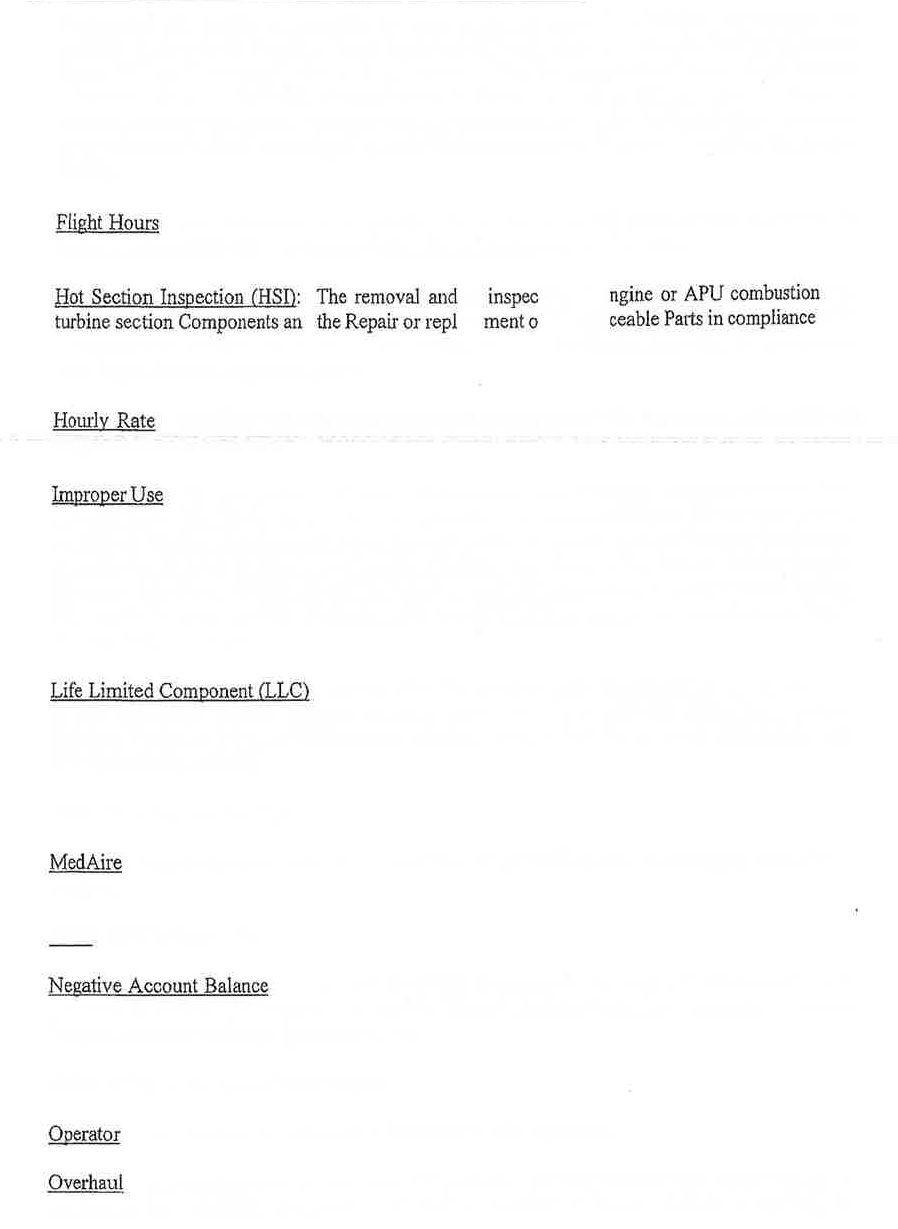 Flight Hours
Hot Section Inspection (HSI): The removal and inspec ngine or APU combustion
turbine section Components an the Repair or repl ment o ceable Parts in compliance
Hourly Rate
Improper Use
Life Limited Component (LLC)
MedAire
Negative Account Balance
Operator
Overhaul